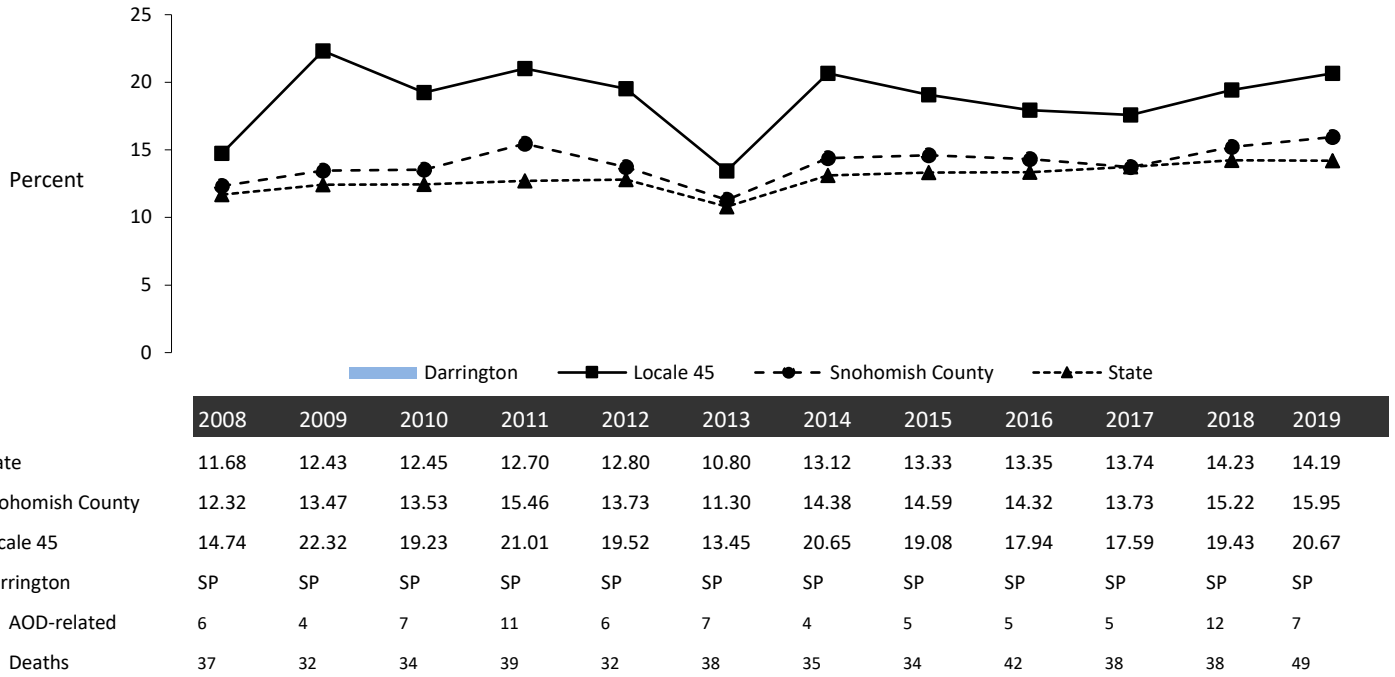 25
20
15
Percent
10
5
0
Darrington Locale 45 Snohomish County State
2008 2009 2010 2011 2012 2013 2014 2015 2016 2017 2018 2019
ate 11.68 12.43 12.45 12.70 12.80 10.80 13.12 13.33 13.35 13.74 14.23 14.19
ohomish County 12.32 13.47 13.53 15.46 13.73 11.30 14.38 14.59 14.32 13.73 15.22 15.95
cale 45 14.74 22.32 19.23 21.01 19.52 13.45 20.65 19.08 17.94 17.59 19.43 20.67
rrington SP SP SP SP SP SP SP SP SP SP SP SP
AOD-related 6 4 7 11 6 7 4 5 5 5 12 7
Deaths 37 32 34 39 32 38 35 34 42 38 38 49